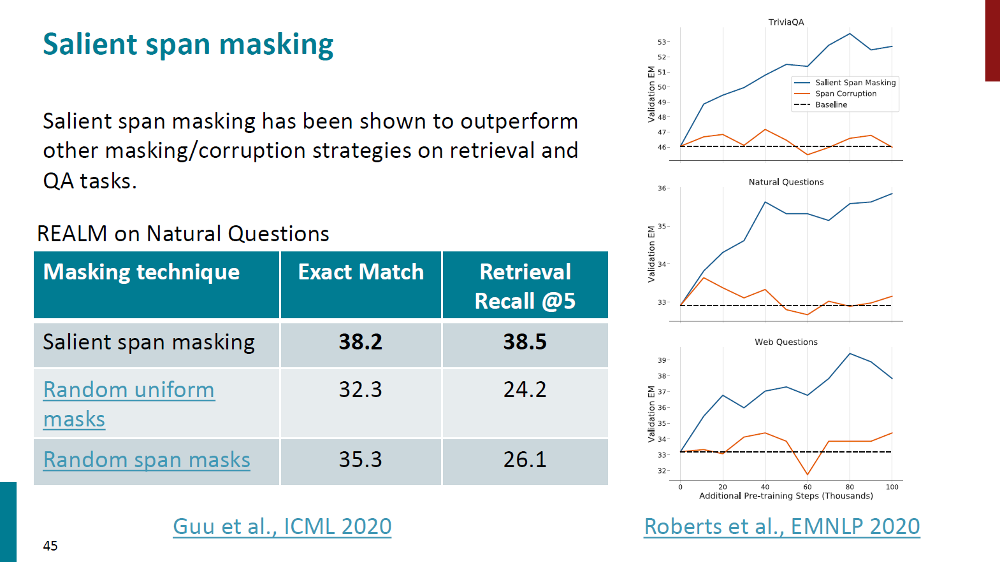 Salient span masking
Salient span masking has been shown to outperform
other masking/corruption strategies on retrieval and
QA tasks.
REALM on Natural Questions
Masking technique Exact Match Retrieval
Recall @5
Salient span masking 38.2 38.5
Random uniform 32.3 24.2
masks
Random span masks 35.3 26.1
Guu et al., ICML 2020
45
TriviaQA
Validation EM
53
52
51
50
49
48
47
46
Salient Span Masking
Span Corruption
Baseline
Natural Questions
Validation EM
36
35
34
33
Web Questions
Validation EM
39
38
37
36
35
34
33
32
0 20 40 60 80 100
Additional Pre-training Steps (Thousands)
Roberts et al., EMNLP 2020